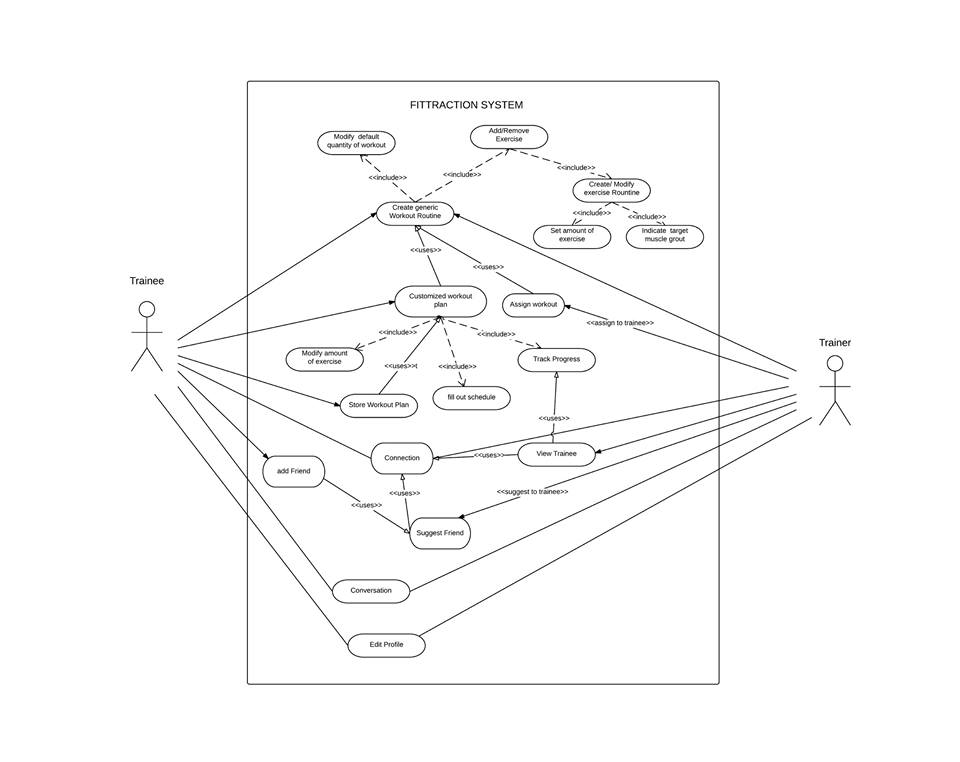 FITTRACTION SYSTEM
Modify  default
quantity of workout
Add/Remove
Exercise
<<include>>
<<include>>
<<include>>
Create/ Modify
exercise Rountine
Create generic
Workout Routine
<<include>>
<<include>>
Set amount of
exercise
Indicate  target
muscle grout
<<uses>>
<<uses>>
Trainee
Customized workout
plan
Assign workout
<<assign to trainee>>
<<include>>
<<include>>
Trainer
Modify amount
of exercise
Track Progress
<<uses>>t
<<include>>
fill out schedule
Store Workout Plan
<<uses>>
Connection
<<uses>>
View Trainee
add Friend
<<uses>>
<<suggest to trainee>>
<<uses>>
Suggest Friend
Conversation
Edit Profile